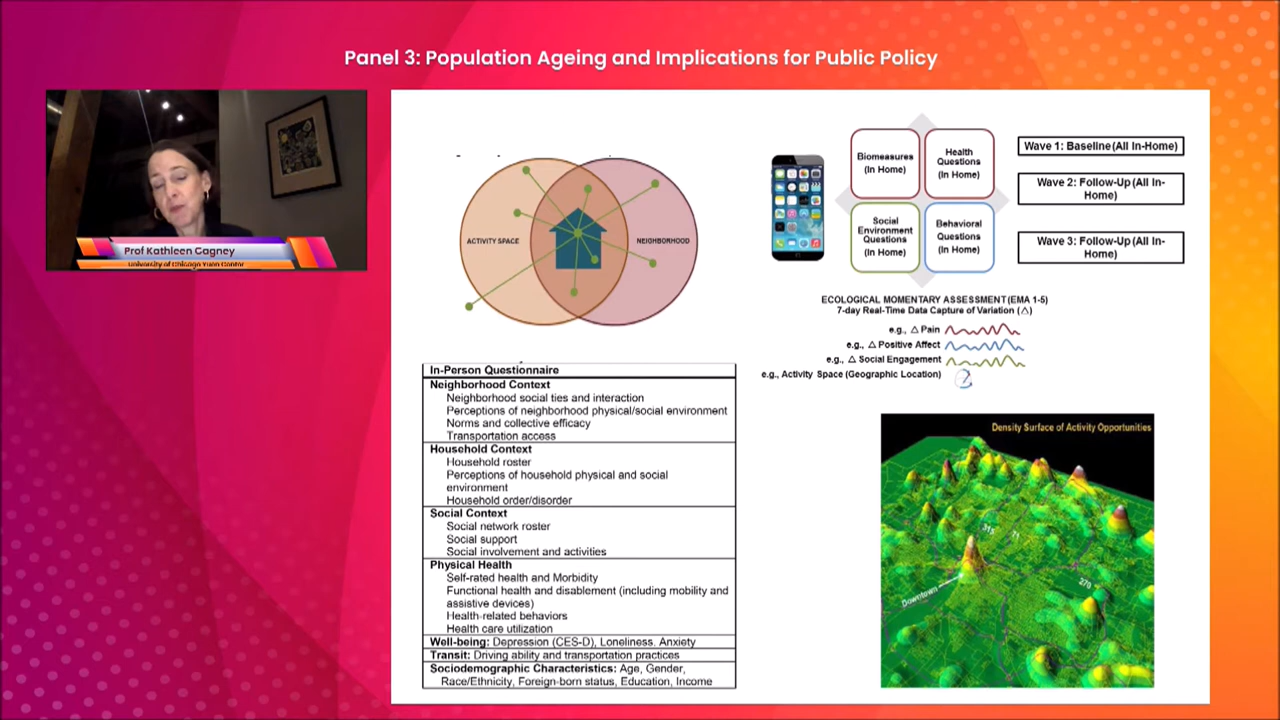 Panel 3: Population Ageing and Implications for Public Policy
Prof Kathleen Cagney
University of Chicago Yuen Center
ACTIVITY SPACE
NEIGHBORHOOD
Biomeasures
(In Home)
Health
Questions
(In Home)
Social
Environment
Questions
(In Home)
Behavioral
Questions
(In Home)
Wave 1: Baseline (All In-Home)
Wave 2: Follow-Up (All In-
Home)
Wave 3: Follow-Up (All In-
Home)
ECOLOGICAL MOMENTARY ASSESSMENT (EMA 1-5)
7-day Real-Time Data Capture of Variation (△)
e.g., △ Pain
e.g., △ Positive Affect
e.g., △ Social Engagement
e.g., Activity Space (Geographic Location)
In-Person Questionnaire
Neighborhood Context
Neighborhood social ties and interaction
Perceptions of neighborhood physical/social environment
Norms and collective efficacy
Transportation access
Household Context
Household roster
Perceptions of household physical and social
environment
Household order/disorder
Social Context
Social network roster
Social support
Social involvement and activities
Physical Health
Self-rated health and Morbidity
Functional health and disablement (including mobility and
assistive devices)
Health-related behaviors
Health care utilization
Well-being: Depression (CES-D), Loneliness. Anxiety
Transit: Driving ability and transportation practices
Sociodemographic Characteristics: Age, Gender,
Race/Ethnicity, Foreign-born status, Education, Income
Density Surface of Activity Opportunities
315
71
270
Downtown